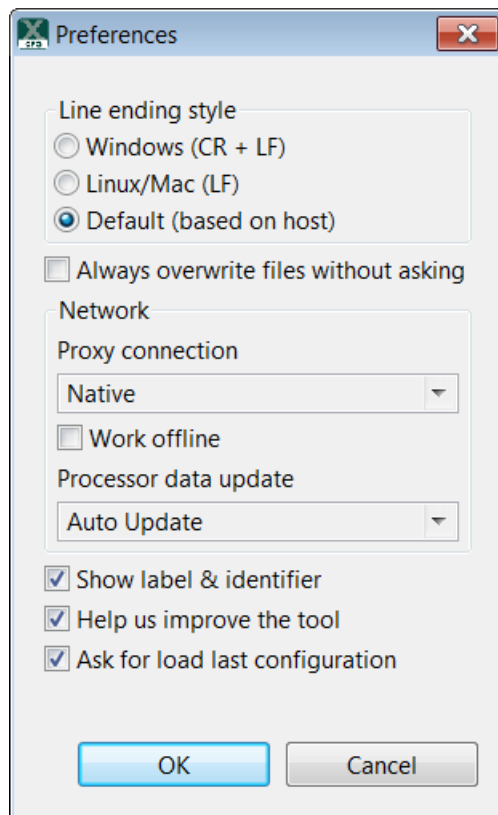 X
CFG
Preferences
Line ending style
Windows (CR + LF)
Linux/Mac (LF)
Default (based on host)
Always overwrite files without asking
Network
Proxy connection
Native
Work offline
Processor data update
Auto Update
Show label & identifier
Help us improve the tool
Ask for load last configuration
OK
Cancel